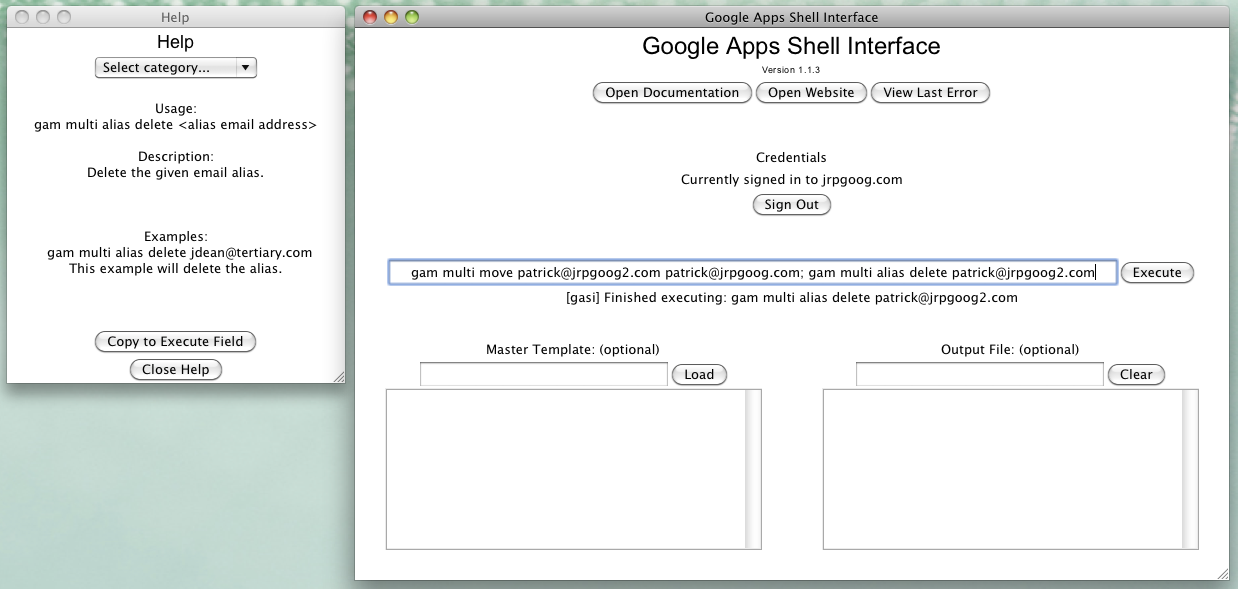 Help
Help
Select category...
Usage:
gam multi alias delete <alias email address>
Description:
Delete the given email alias.
Examples:
gam multi alias delete jdean@tertiary.com
This example will delete the alias.
Copy to Execute Field
Close Help
Google Apps Shell Interface
Google Apps Shell Interface
Version 1.1.3
Open Documentation Open Website View Last Error
Credentials
Currently signed in to jrpgoog.com
Sign Out
gam multi move patrick@jrpgoog2.com patrick@jrpgoog.com; gam multi alias delete patrick@jrpgoog2.com Execute
[gasi] Finished executing: gam multi alias delete patrick@jrpgoog2.com
Master Template: (optional) Output File: (optional)
Load Clear